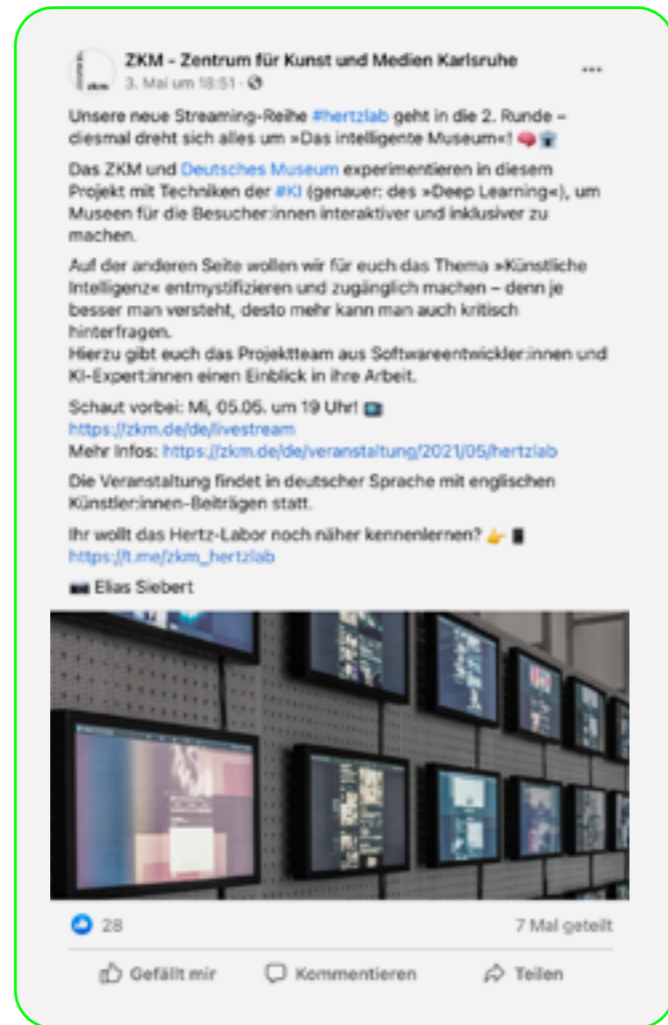 ZKM - Zentrum für Kunst und Medien Karlsruhe
3. Mai um 18:51 ·
Unsere neue Streaming-Reihe #hertzlab geht in die 2. Runde –
diesmal dreht sich alles um »Das intelligente Museum«!
Das ZKM und Deutsches Museum experimentieren in diesem
Projekt mit Techniken der #KI (genauer: des »Deep Learning«), um
Museen für die Besucher:innen interaktiver und inklusiver zu
machen.
Auf der anderen Seite wollen wir für euch das Thema »Künstliche
Intelligenz« entmystifizieren und zugänglich machen – denn je
besser man versteht, desto mehr kann man auch kritisch
hinterfragen.
Hierzu gibt euch das Projektteam aus Softwareentwickler:innen und
KI-Expert:innen einen Einblick in ihre Arbeit.
Schaut vorbei: Mi, 05.05. um 19 Uhr!
https://zkm.de/de/livestream
Mehr Infos: https://zkm.de/de/veranstaltung/2021/05/hertzlab
Die Veranstaltung findet in deutscher Sprache mit englischen
Künstler:innen-Beiträgen statt.
Ihr wollt das Hertz-Labor noch näher kennenlernen?
https://t.me/zkm_hertzlab
Elias Siebert
28
7 Mal geteilt
Gefällt mir
Kommentieren
Teilen